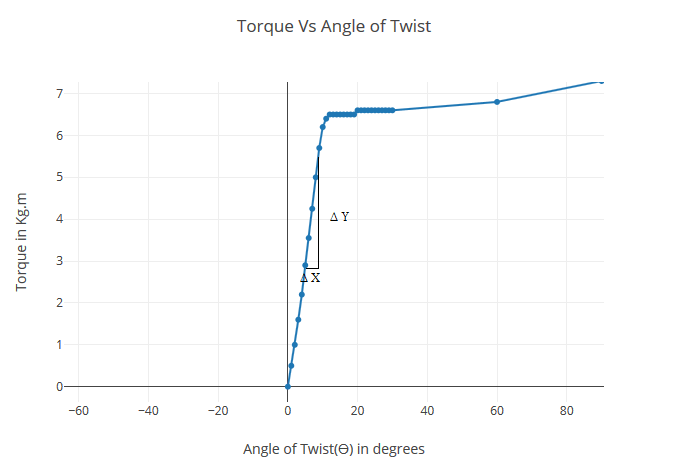 Torque Vs Angle of Twist
7
6
5
4
3
2
1
0
Torque in Kg.m
Δ Y
Δ X
−60 −40 −20 0 20 40 60 80
Angle of Twist(Ɵ) in degrees